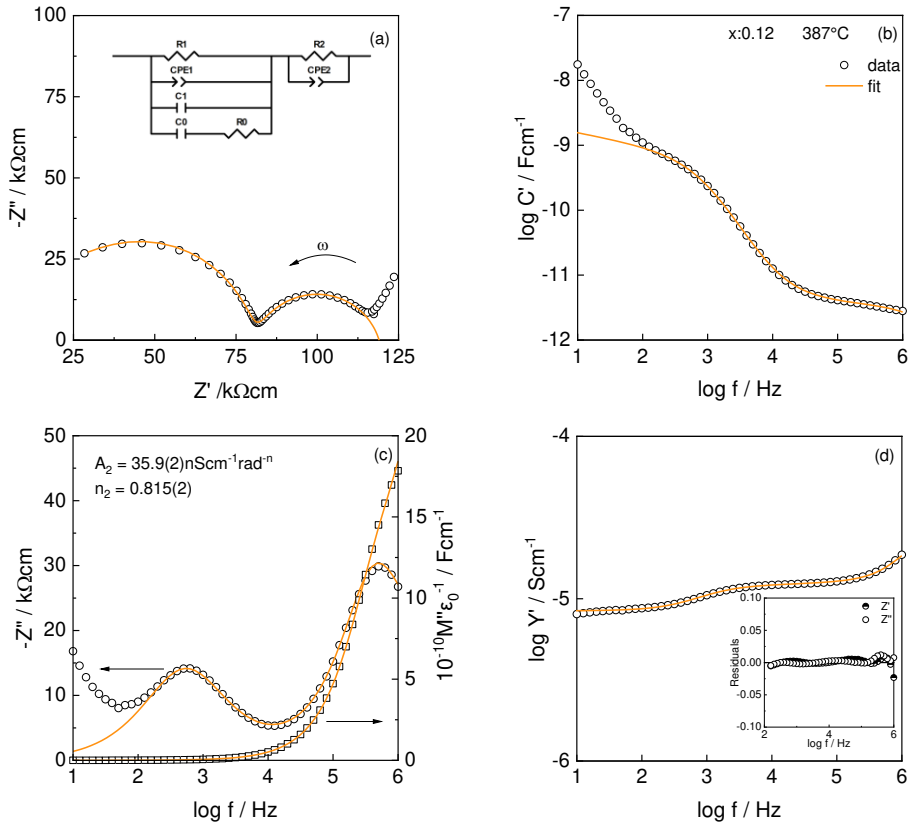 (a)
R1
R2
CPE1
CPE2
C1
C0
R0
ω
-Z" / kΩcm
100
75
50
25
0
25 50 75 100 125
Z' /kΩcm
(b)
x:0.12 387°C
data
fit
log C' / Fcm⁻¹
-7
-8
-9
-10
-11
-12
1 2 3 4 5 6
log f / Hz
(c)
A₂ = 35.9(2)nScm⁻¹rad⁻ⁿ
n₂ = 0.815(2)
-Z" / kΩcm
50
40
30
20
10
0
20
15
10
5
0
10⁻¹⁰M"ε₀⁻¹ / Fcm⁻¹
1 2 3 4 5 6
log f / Hz
(d)
log Y' / Scm⁻¹
-4
-5
-6
1 2 3 4 5 6
log f / Hz
Residuals
0.10
0.05
0.00
-0.05
-0.10
Z'
Z"
2 4 6
log f / Hz